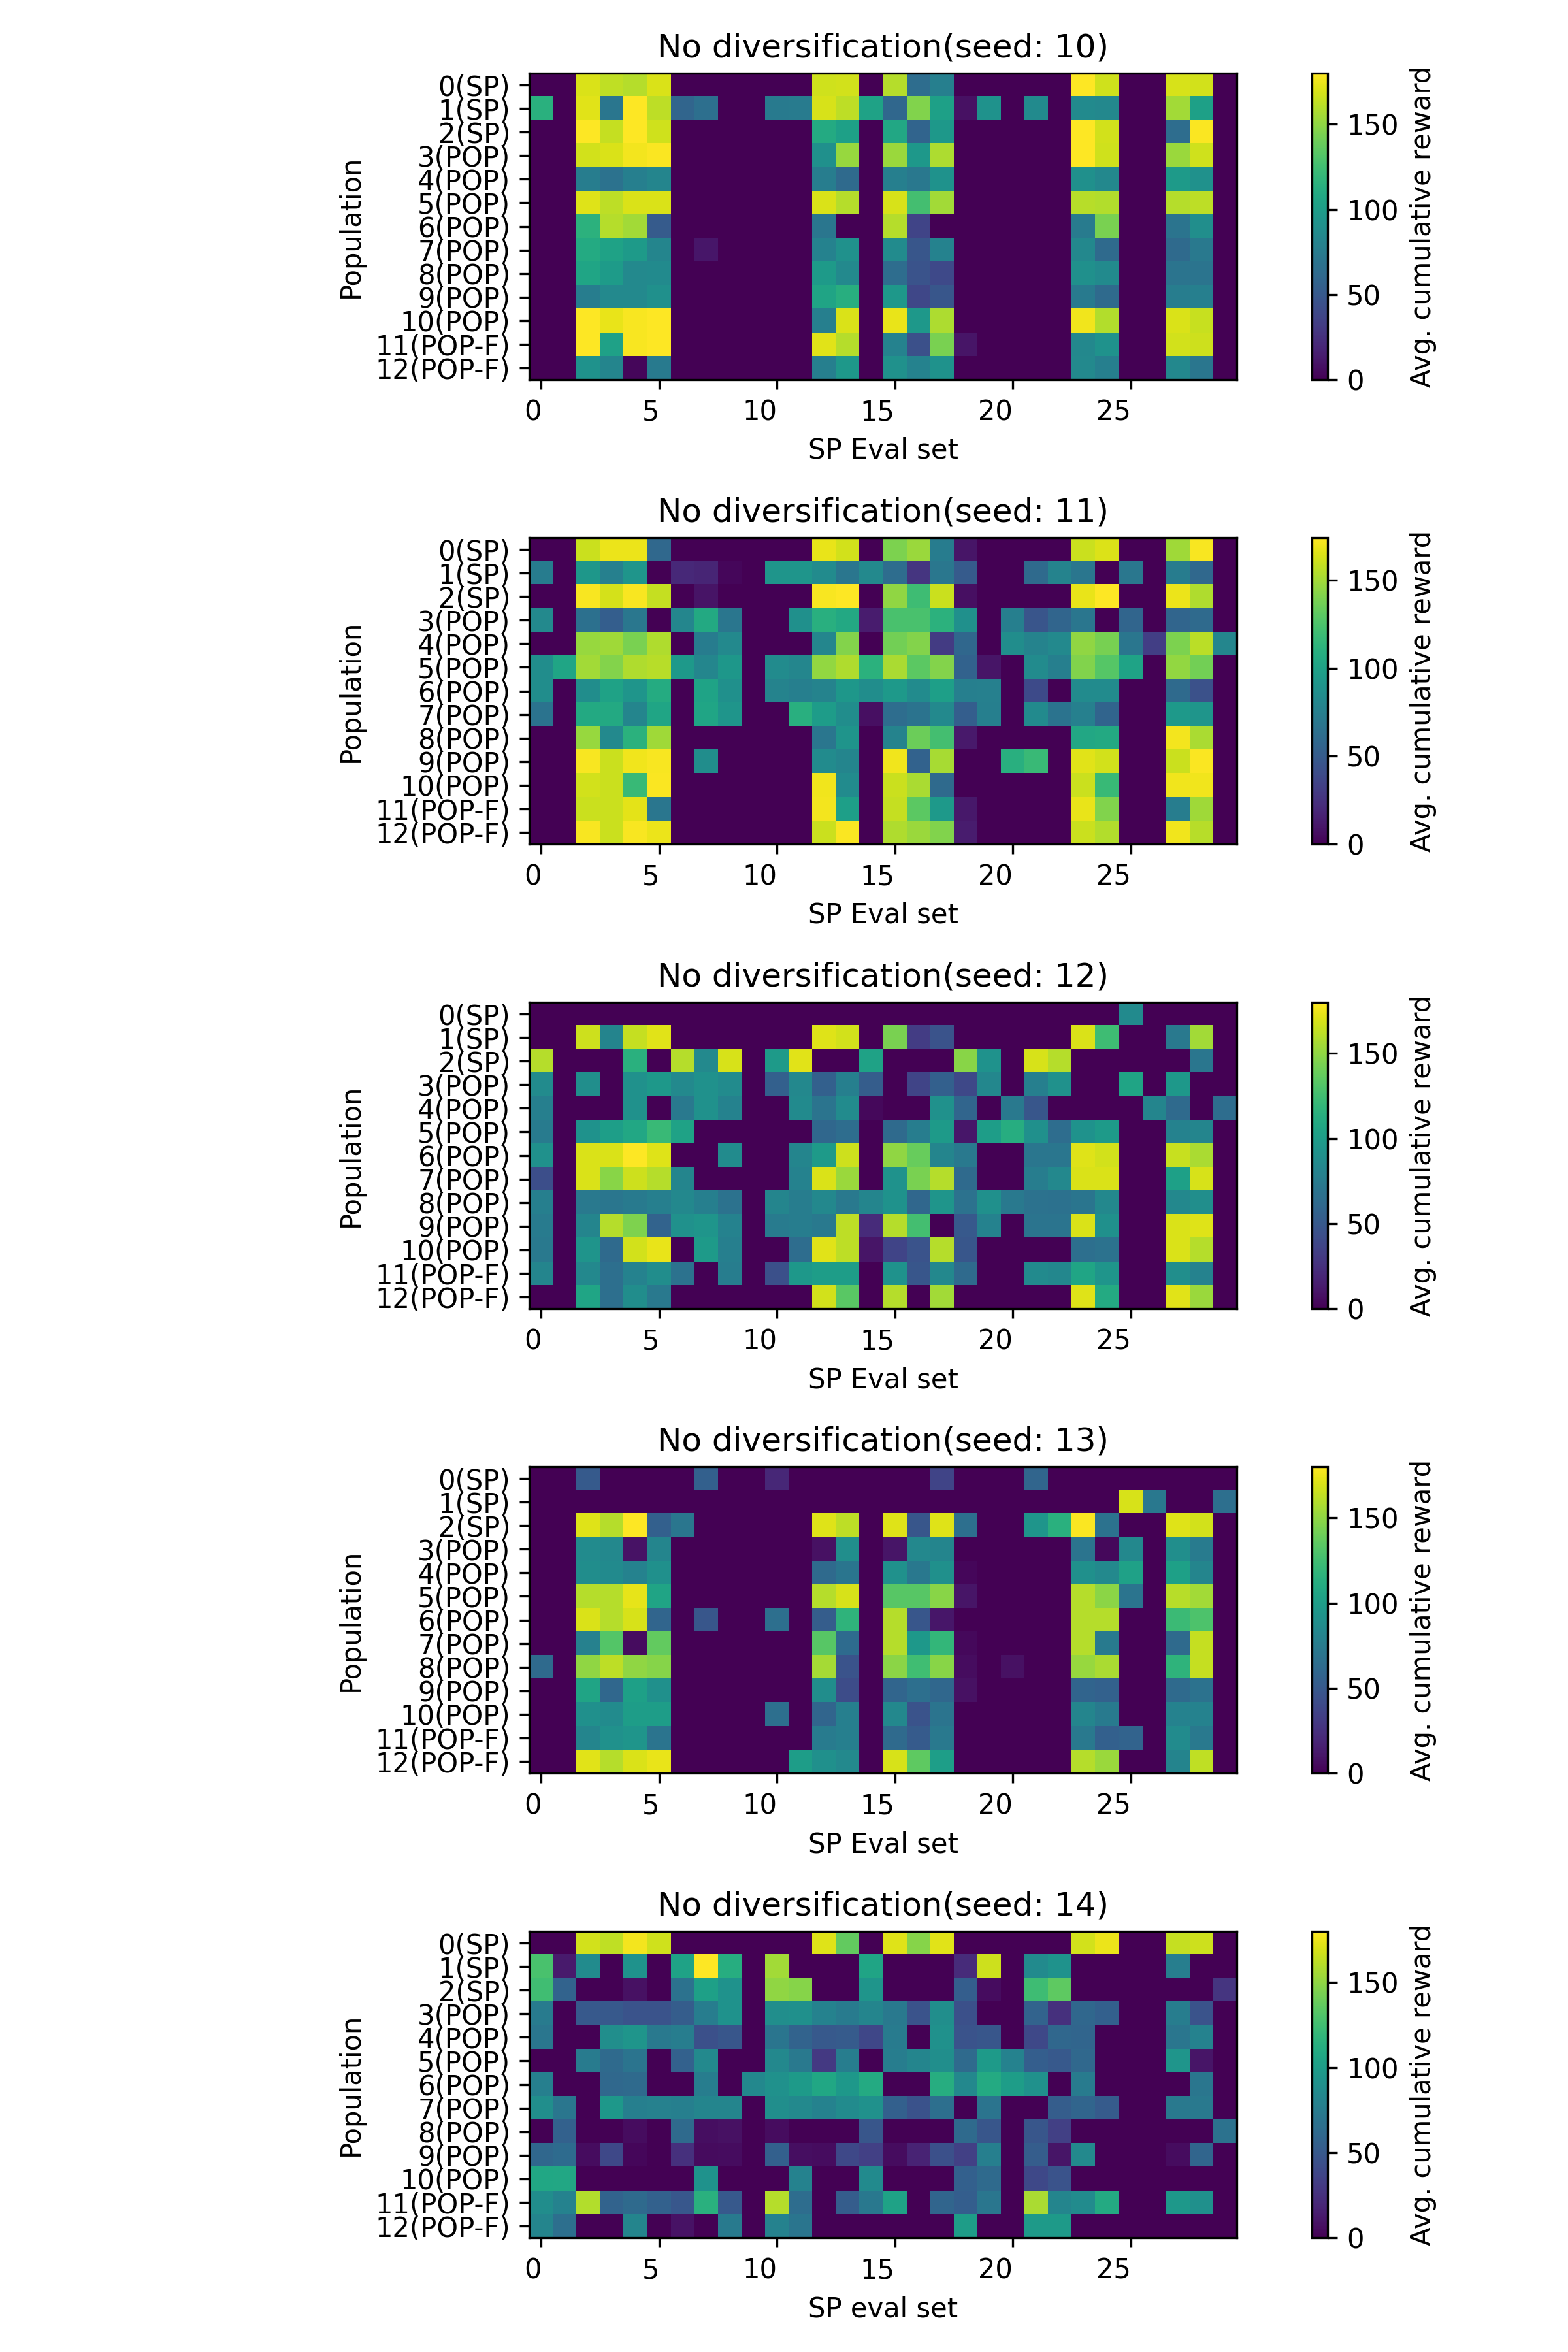 No diversification(seed: 10)
0(SP)
1(SP)
2(SP)
3(POP)
4(POP)
5(POP)
6(POP)
7(POP)
8(POP)
9(POP)
10(POP)
11(POP-F)
12(POP-F)
Population
0 5 10 15 20 25
SP Eval set
150
100
50
0
Avg. cumulative reward
No diversification(seed: 11)
0(SP)
1(SP)
2(SP)
3(POP)
4(POP)
5(POP)
6(POP)
7(POP)
8(POP)
9(POP)
10(POP)
11(POP-F)
12(POP-F)
Population
0 5 10 15 20 25
SP Eval set
150
100
50
0
Avg. cumulative reward
No diversification(seed: 12)
0(SP)
1(SP)
2(SP)
3(POP)
4(POP)
5(POP)
6(POP)
7(POP)
8(POP)
9(POP)
10(POP)
11(POP-F)
12(POP-F)
Population
0 5 10 15 20 25
SP Eval set
150
100
50
0
Avg. cumulative reward
No diversification(seed: 13)
0(SP)
1(SP)
2(SP)
3(POP)
4(POP)
5(POP)
6(POP)
7(POP)
8(POP)
9(POP)
10(POP)
11(POP-F)
12(POP-F)
Population
0 5 10 15 20 25
SP Eval set
150
100
50
0
Avg. cumulative reward
No diversification(seed: 14)
0(SP)
1(SP)
2(SP)
3(POP)
4(POP)
5(POP)
6(POP)
7(POP)
8(POP)
9(POP)
10(POP)
11(POP-F)
12(POP-F)
Population
0 5 10 15 20 25
SP eval set
150
100
50
0
Avg. cumulative reward